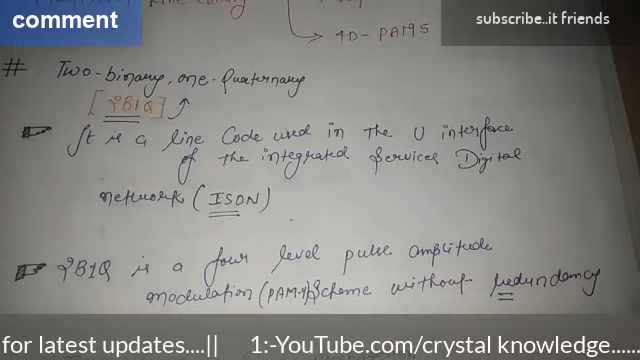 comment
subscribe..it friends
4D-PAM5
# Two-binary, one-Quaternary
[2B1Q]
It is a line Code used in the U interface
of the integrated Services Digital
network (ISDN)
2B1Q is a four level pulse amplitude
modulation (PAM-4) Scheme without redundancy
for latest updates....|| 1:-YouTube.com/crystal knowledge......